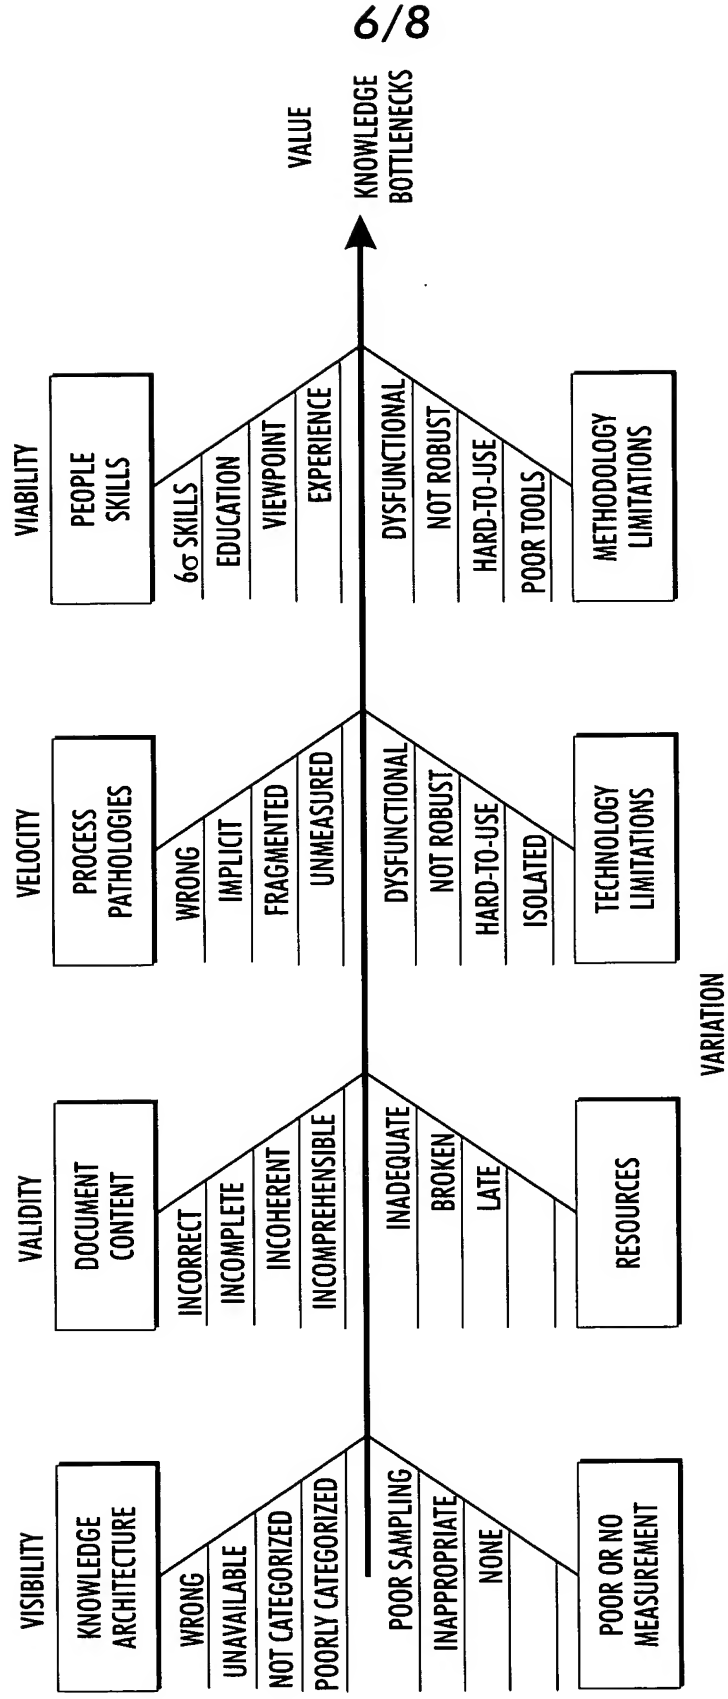 6/8
VISIBILITY
VALIDITY
VELOCITY
VIABILITY
VALUE
KNOWLEDGE
ARCHITECTURE
DOCUMENT
CONTENT
PROCESS
PATHOLOGIES
PEOPLE
SKILLS
WRONG
UNAVAILABLE
NOT CATEGORIZED
POORLY CATEGORIZED
INCORRECT
INCOMPLETE
INCOHERENT
INCOMPREHENSIBLE
WRONG
IMPLICIT
FRAGMENTED
UNMEASURED
6σ SKILLS
EDUCATION
VIEWPOINT
EXPERIENCE
KNOWLEDGE
BOTTLENECKS
POOR SAMPLING
INAPPROPRIATE
NONE
INADEQUATE
BROKEN
LATE
DYSFUNCTIONAL
NOT ROBUST
HARD-TO-USE
ISOLATED
DYSFUNCTIONAL
NOT ROBUST
HARD-TO-USE
POOR TOOLS
POOR OR NO
MEASUREMENT
RESOURCES
TECHNOLOGY
LIMITATIONS
METHODOLOGY
LIMITATIONS
VARIATION